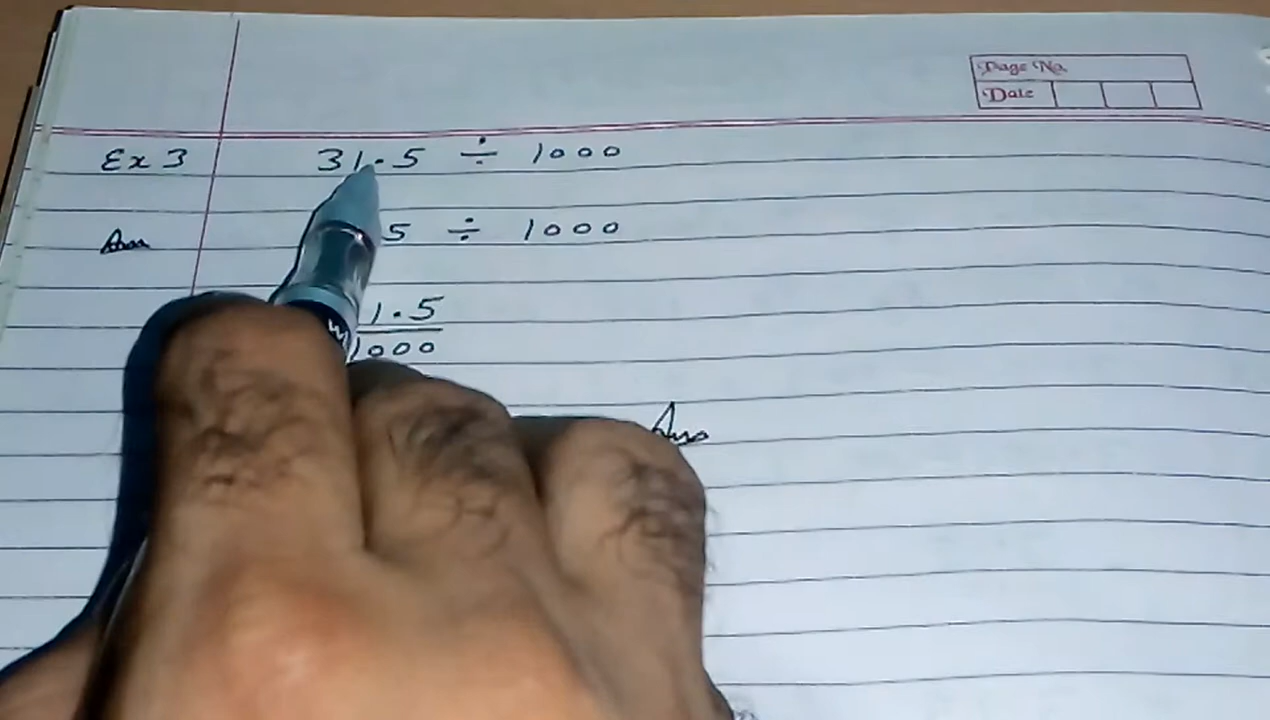 Page No.
Date
Ex 3 31.5 ÷ 1000
Ans 5 ÷ 1000
1.5
1000
Ans